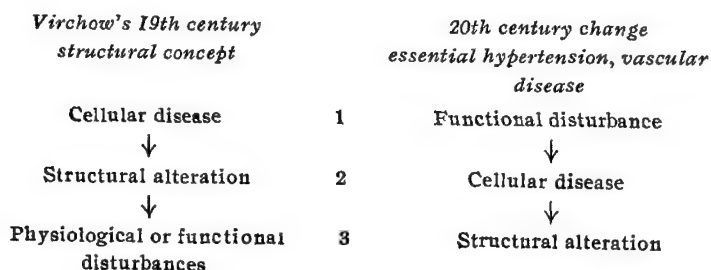 Virchow's 19th century
structural concept
20th century change
essential hypertension, vascular
disease
Cellular disease 1 Functional disturbance
↓ ↓
Structural alteration 2 Cellular disease
↓ ↓
Physiological or functional 3 Structural alteration
disturbances